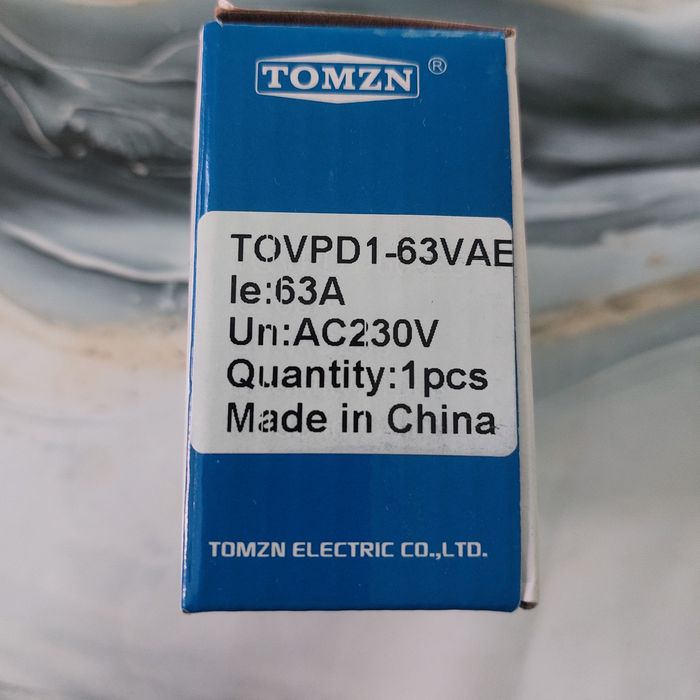 TOMZN ®
TOVPD1-63VAE
Ie:63A
Un:AC230V
Quantity:1pcs
Made in China
TOMZN ELECTRIC CO.,LTD.